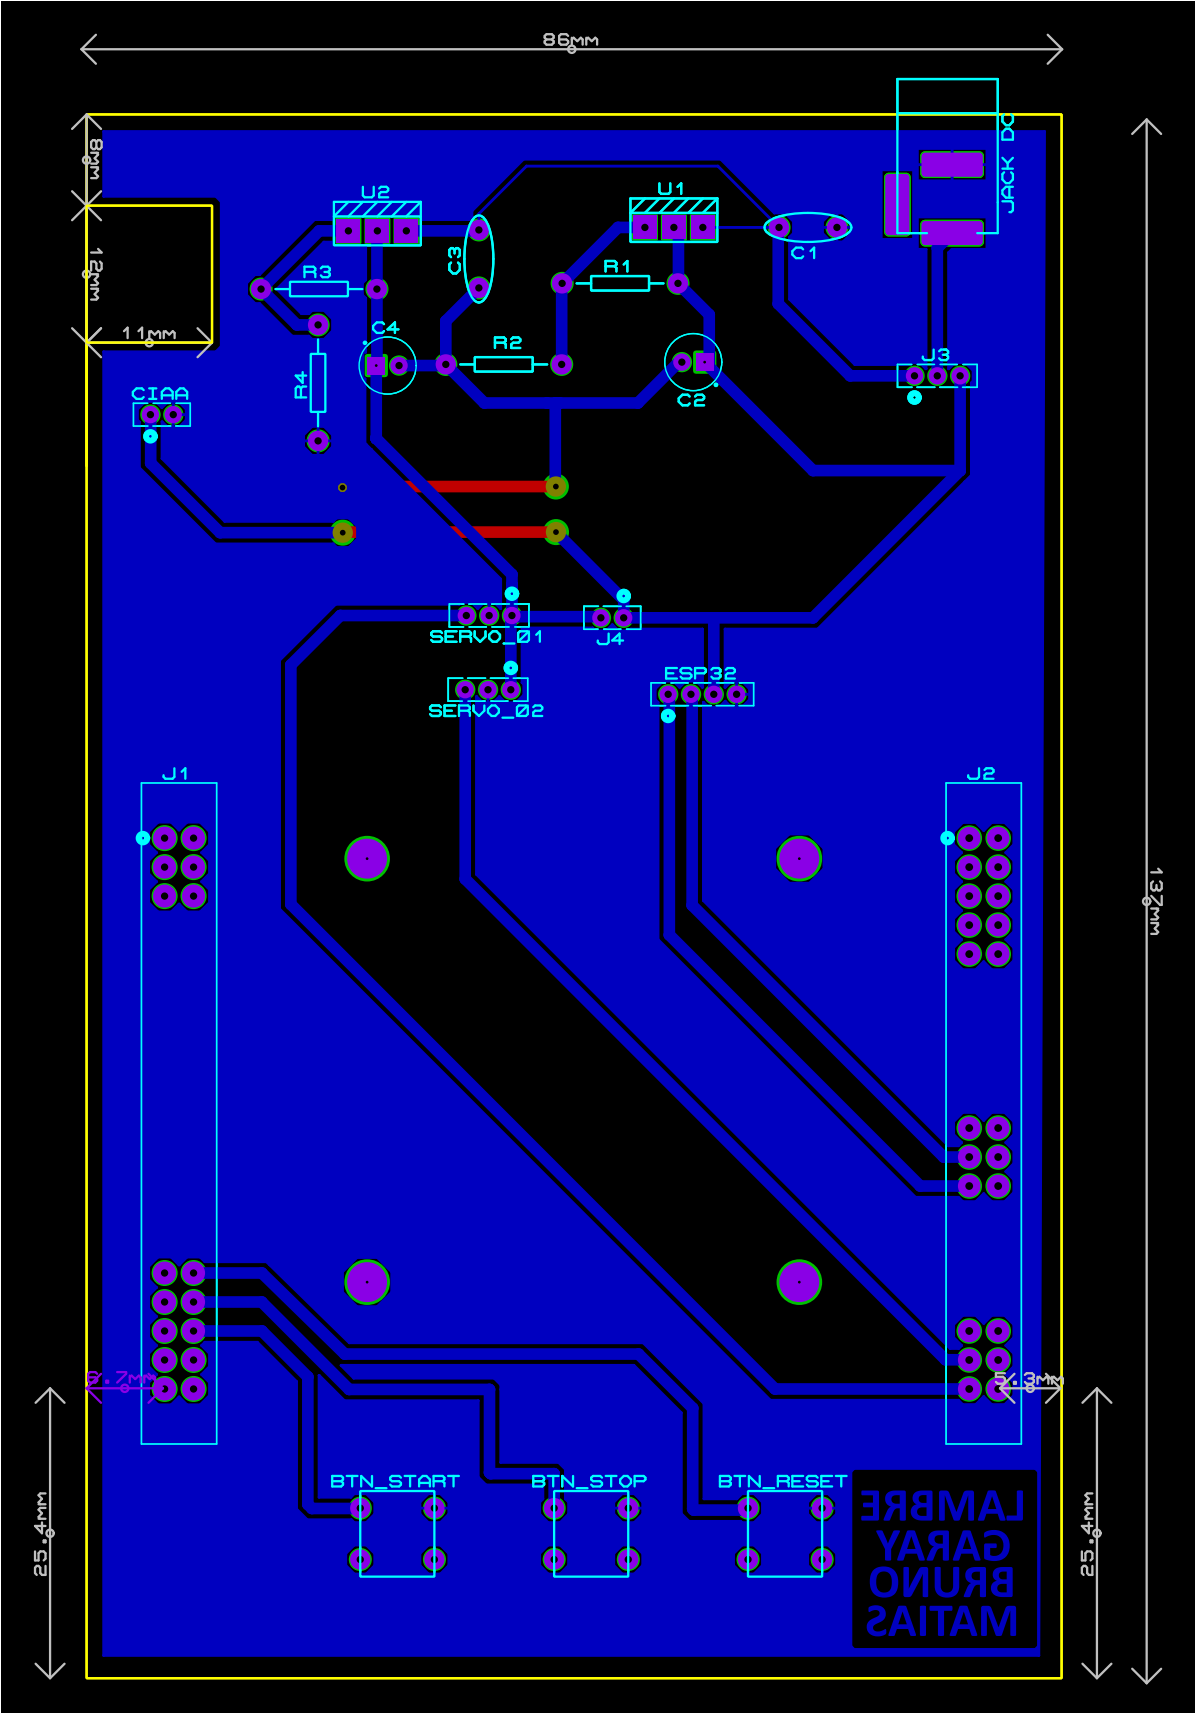 86mm
JACK DC
8mm
U2
U1
C3
C1
12mm
R3
R1
11mm
C4
R2
J3
R4
C2
CIAA
SERVO_01
J4
ESP32
SERVO_02
J1
J2
137mm
5.3mm
BTN_START
BTN_STOP
BTN_RESET
25.4mm
25.4mm
LAMBRE
GARAY
BRUNO
MATIAS